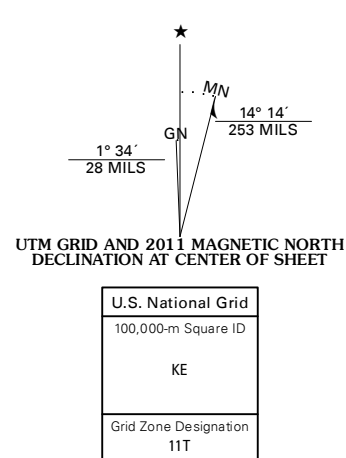 ★
MN
GN
14° 14´
253 MILS
1° 34´
28 MILS
UTM GRID AND 2011 MAGNETIC NORTH
DECLINATION AT CENTER OF SHEET
U.S. National Grid
100,000-m Square ID
KE
Grid Zone Designation
11T